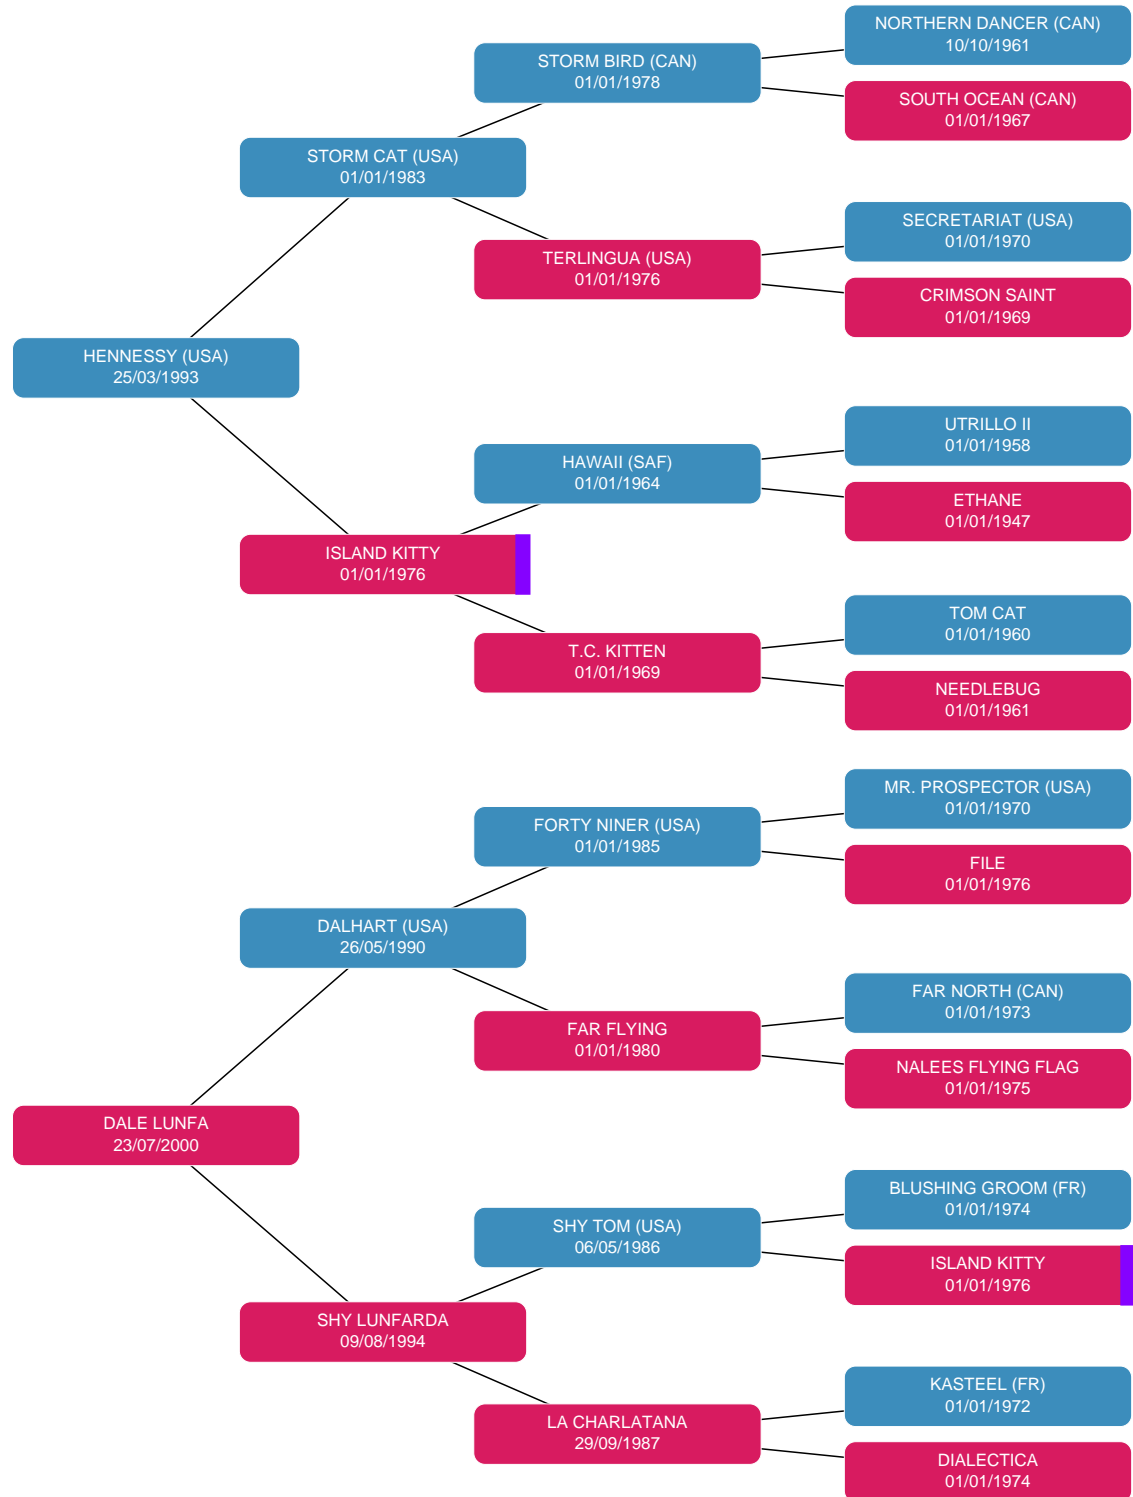 NORTHERN DANCER (CAN)
10/10/1961
STORM BIRD (CAN)
01/01/1978
SOUTH OCEAN (CAN)
01/01/1967
STORM CAT (USA)
01/01/1983
SECRETARIAT (USA)
01/01/1970
TERLINGUA (USA)
01/01/1976
CRIMSON SAINT
01/01/1969
HENNESSY (USA)
25/03/1993
UTRILLO II
01/01/1958
HAWAII (SAF)
01/01/1964
ETHANE
01/01/1947
ISLAND KITTY
01/01/1976
TOM CAT
01/01/1960
T.C. KITTEN
01/01/1969
NEEDLEBUG
01/01/1961
MR. PROSPECTOR (USA)
01/01/1970
FORTY NINER (USA)
01/01/1985
FILE
01/01/1976
DALHART (USA)
26/05/1990
FAR NORTH (CAN)
01/01/1973
FAR FLYING
01/01/1980
NALEES FLYING FLAG
01/01/1975
DALE LUNFA
23/07/2000
BLUSHING GROOM (FR)
01/01/1974
SHY TOM (USA)
06/05/1986
ISLAND KITTY
01/01/1976
SHY LUNFARDA
09/08/1994
KASTEEL (FR)
01/01/1972
LA CHARLATANA
29/09/1987
DIALECTICA
01/01/1974